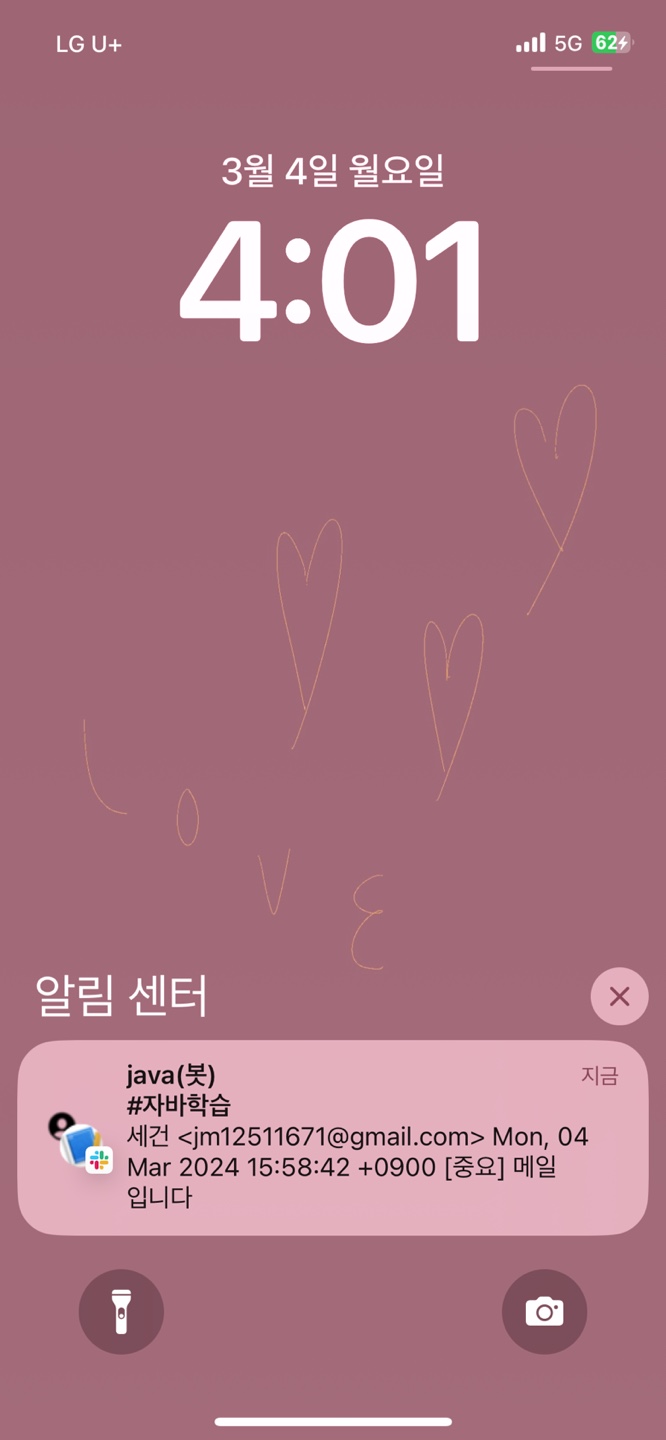 LG U+
5G
62
3월 4일 월요일
4:01
L o v ε
알림 센터
java(봇)
지금
#자바학습
세건 <jm12511671@gmail.com> Mon, 04
Mar 2024 15:58:42 +0900 [중요] 메일
입니다